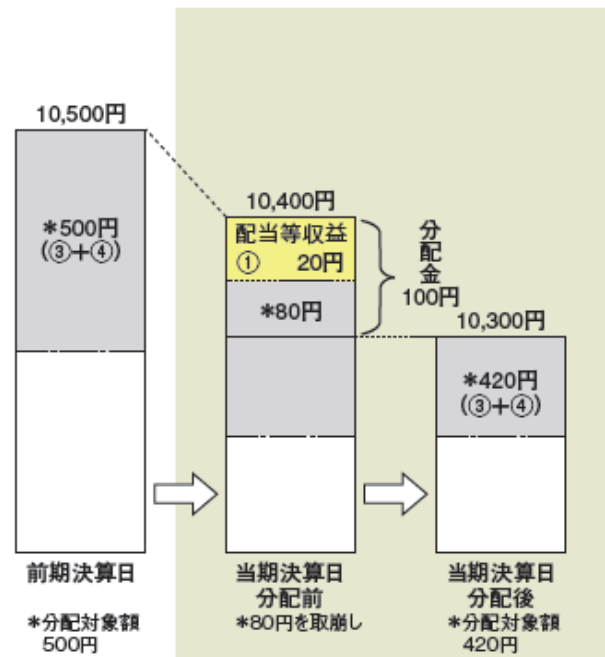 10,500円
*500円
(③+④)
前期決算日
*分配対象額
500円
10,400円
配当等収益
① 20円
*80円
分配金
100円
当期決算日
分配前
*80円を取崩し
10,300円
*420円
(③+④)
当期決算日
分配後
*分配対象額
420円